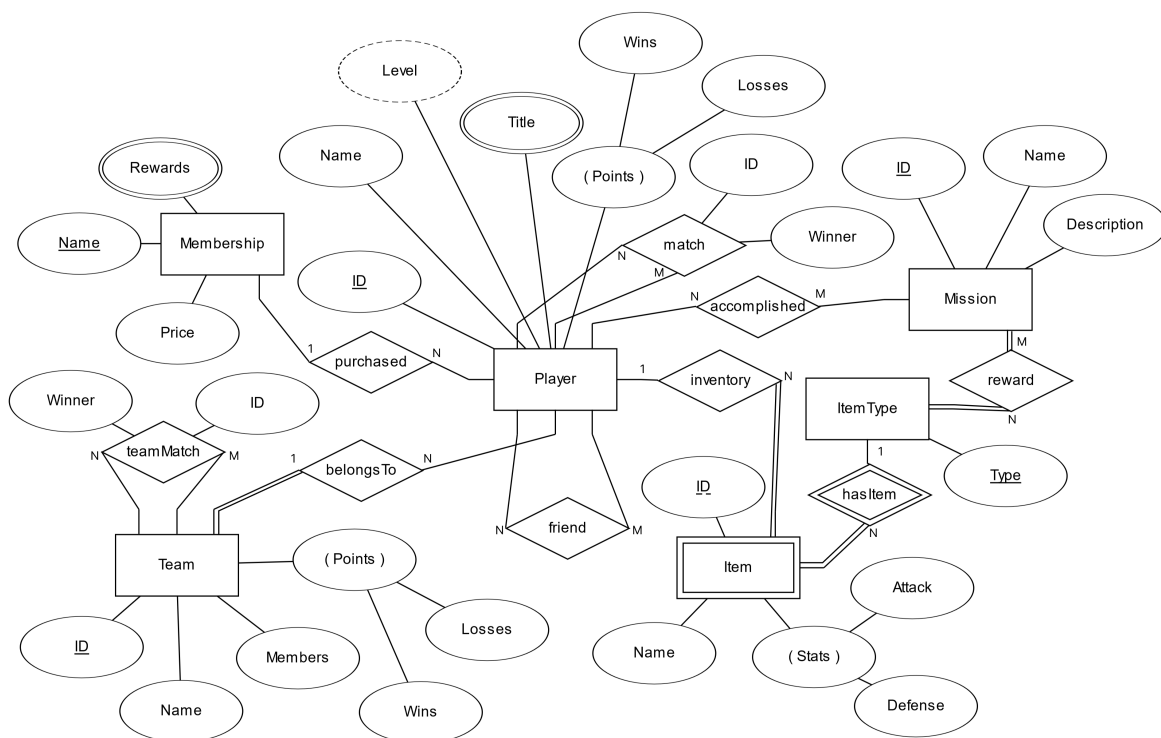 Wins
Level
Losses
Title
Name
ID
Name
Rewards
( Points )
ID
Description
Name
Membership
match
Winner
N
M
ID
Mission
N
accomplished
M
Price
1
purchased
N
Player
1
inventory
N
M
reward
N
ItemType
Winner
ID
N
teamMatch
M
1
belongsTo
N
1
Type
ID
hasItem
N
N
friend
M
Team
( Points )
Item
Attack
Losses
ID
Members
Name
( Stats )
Name
Wins
Defense